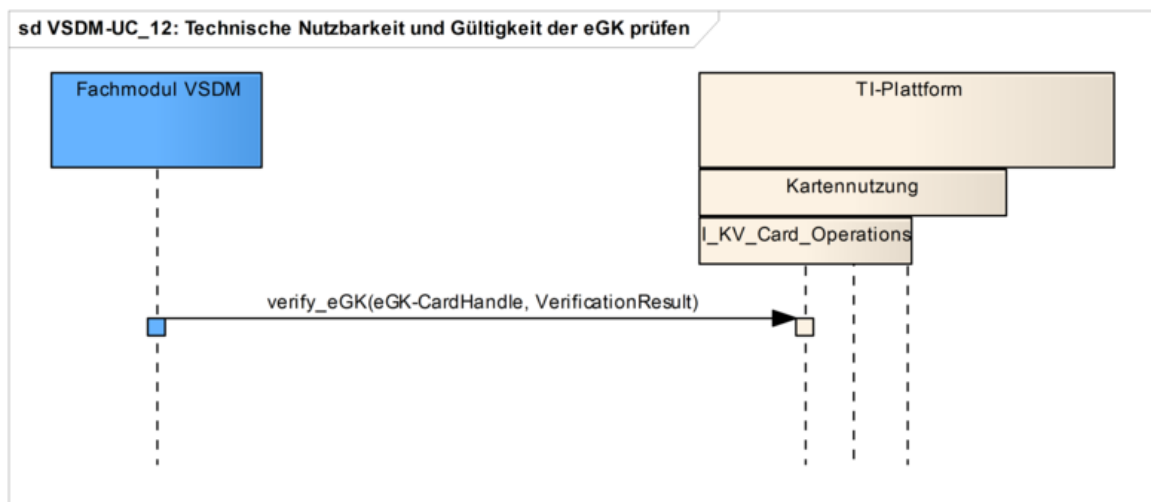 sd VSDM-UC_12: Technische Nutzbarkeit und Gültigkeit der eGK prüfen
Fachmodul VSDM
TI-Plattform
Kartennutzung
I_KV_Card_Operations
verify_eGK(eGK-CardHandle, VerificationResult)